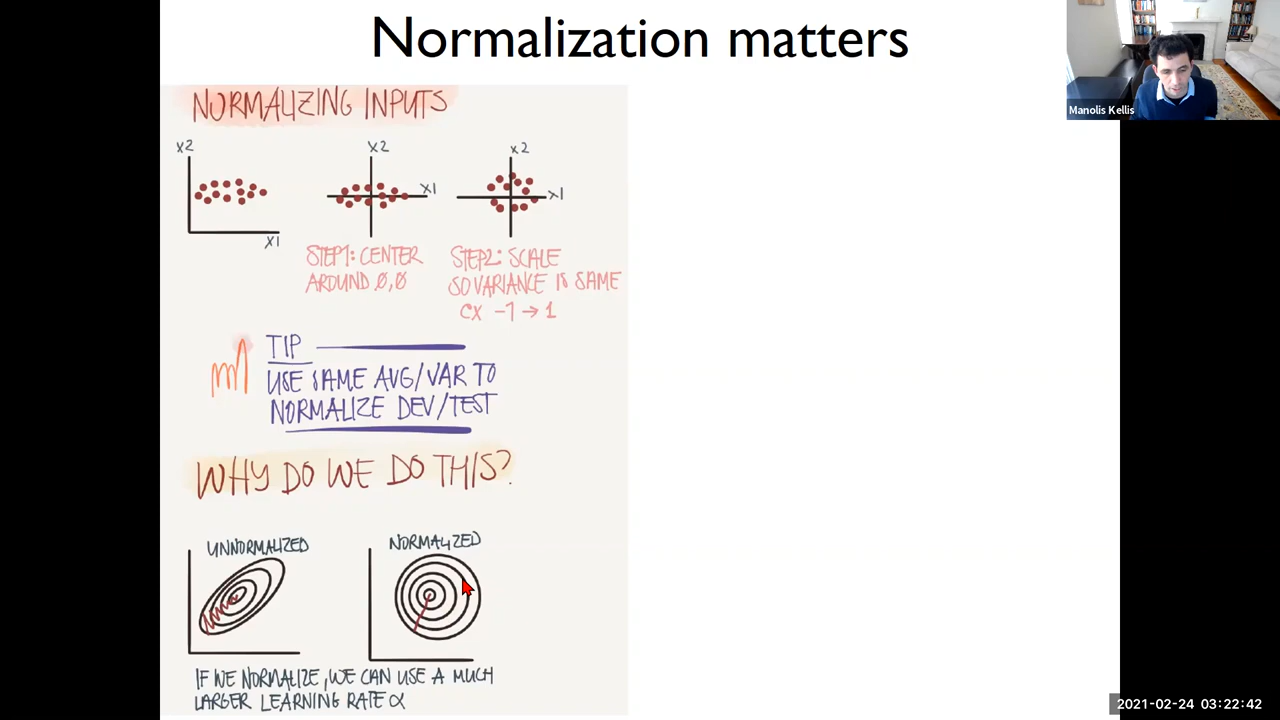 Normalization matters
Manolis Kellis
NORMALIZING INPUTS
X2
X1
X2
X1
X2
X1
STEP1: CENTER
AROUND 0,0
STEP2: SCALE
SO VARIANCE IS SAME
EX -1 → 1
TIP
USE SAME AVG/VAR TO
NORMALIZE DEV/TEST
WHY DO WE DO THIS?
UNNORMALIZED
NORMALIZED
IF WE NORMALIZE, WE CAN USE A MUCH
LARGER LEARNING RATE α
2021-02-24 03:22:42